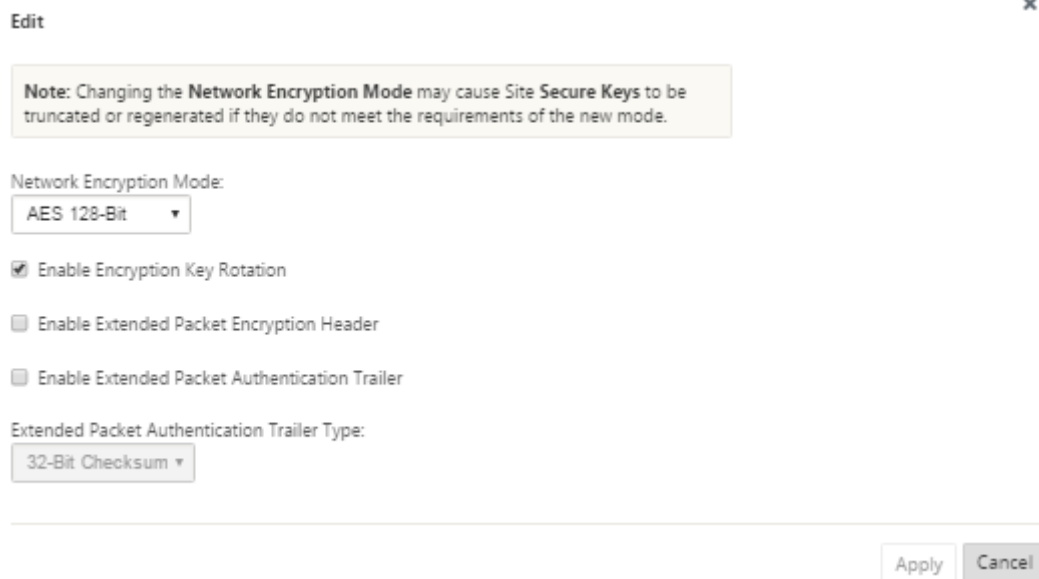 Edit
Note: Changing the Network Encryption Mode may cause Site Secure Keys to be
truncated or regenerated if they do not meet the requirements of the new mode.
Network Encryption Mode:
AES 128-Bit
Enable Encryption Key Rotation
Enable Extended Packet Encryption Header
Enable Extended Packet Authentication Trailer
Extended Packet Authentication Trailer Type:
32-Bit Checksum
Apply Cancel